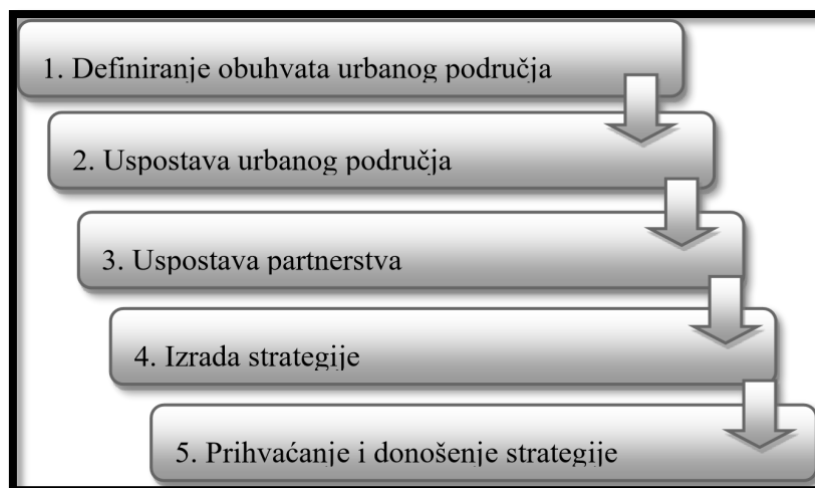 1. Definiranje obuhvata urbanog područja
2. Uspostava urbanog područja
3. Uspostava partnerstva
4. Izrada strategije
5. Prihvaćanje i donošenje strategije